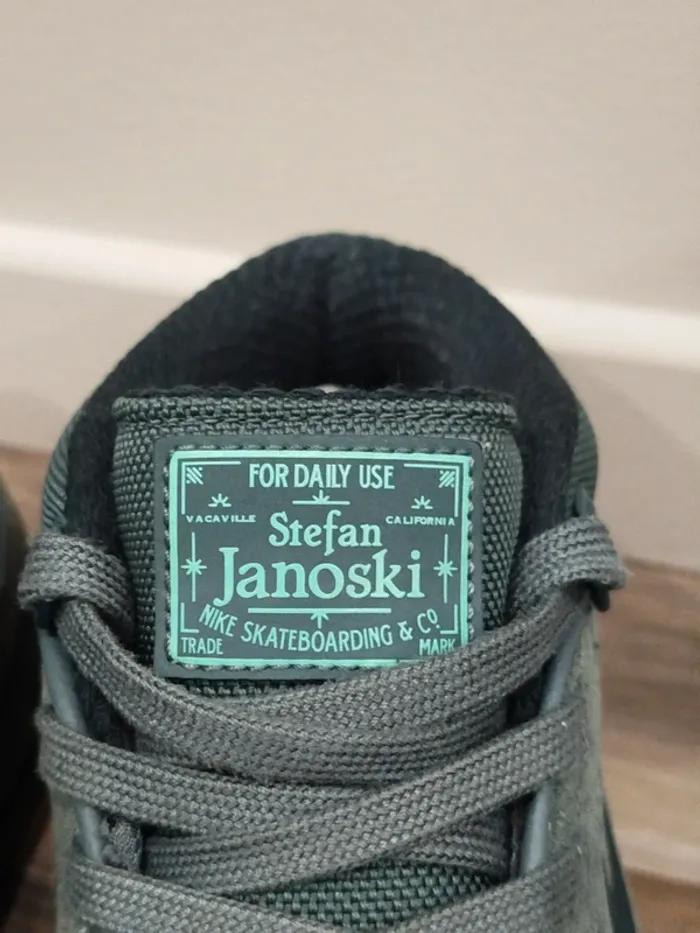 FOR DAILY USE
VACAVILLE CALIFORNIA
Stefan
Janoski
NIKE SKATEBOARDING & CO.
TRADE MARK